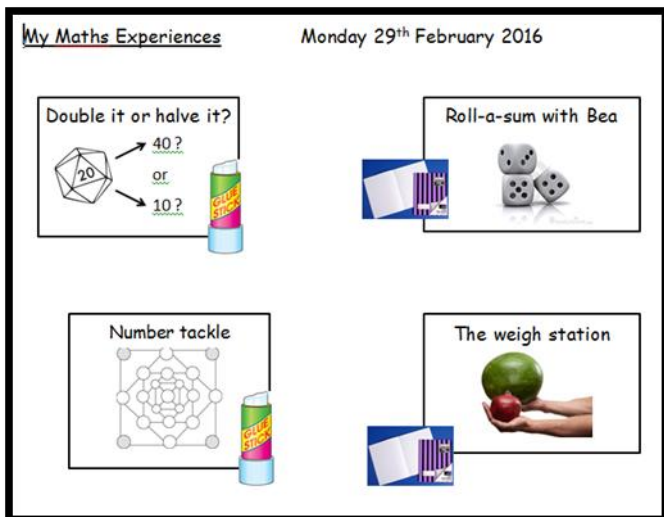 My Maths Experiences
Monday 29th February 2016
Double it or halve it?
20
40 ?
or
10 ?
GLUE
STICK
Roll-a-sum with Bea
Number tackle
GLUE
STICK
The weigh station